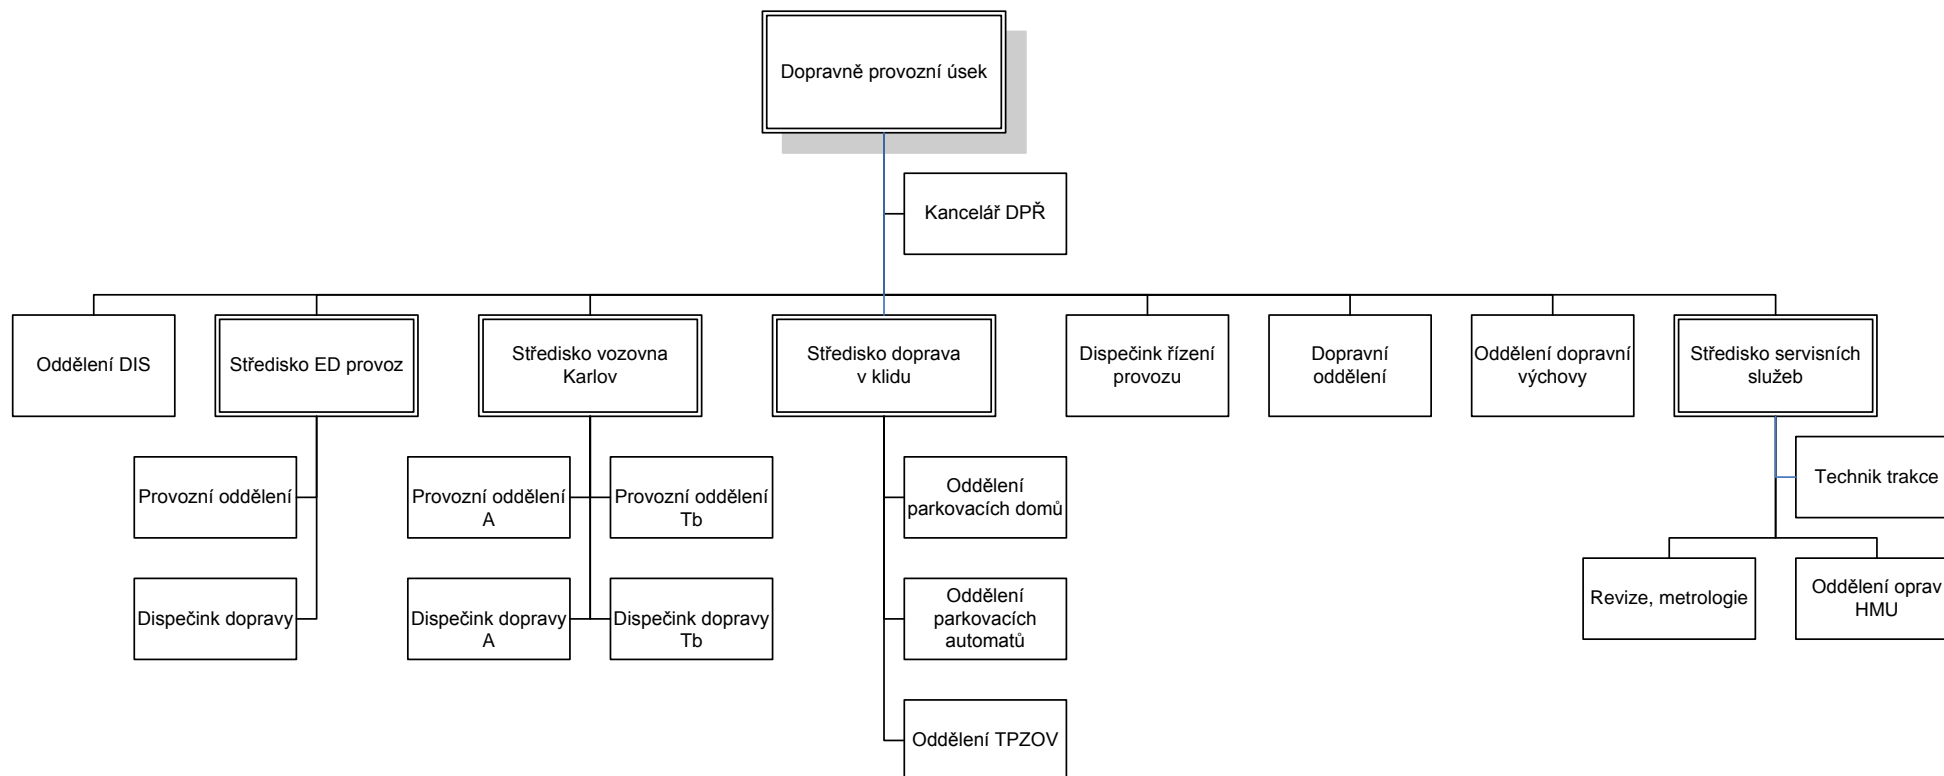 Dopravně provozní úsek
Kancelář DPŘ
Oddělení DIS
Středisko ED provoz
Středisko vozovna
Karlov
Středisko doprava
v klidu
Dispečink řízení
provozu
Dopravní
oddělení
Oddělení dopravní
výchovy
Středisko servisních
služeb
Provozní oddělení
Provozní oddělení
A
Provozní oddělení
Tb
Oddělení
parkovacích domů
Technik trakce
Dispečink dopravy
Dispečink dopravy
A
Dispečink dopravy
Tb
Oddělení
parkovacích
automatů
Revize, metrologie
Oddělení oprav
HMU
Oddělení TPZOV